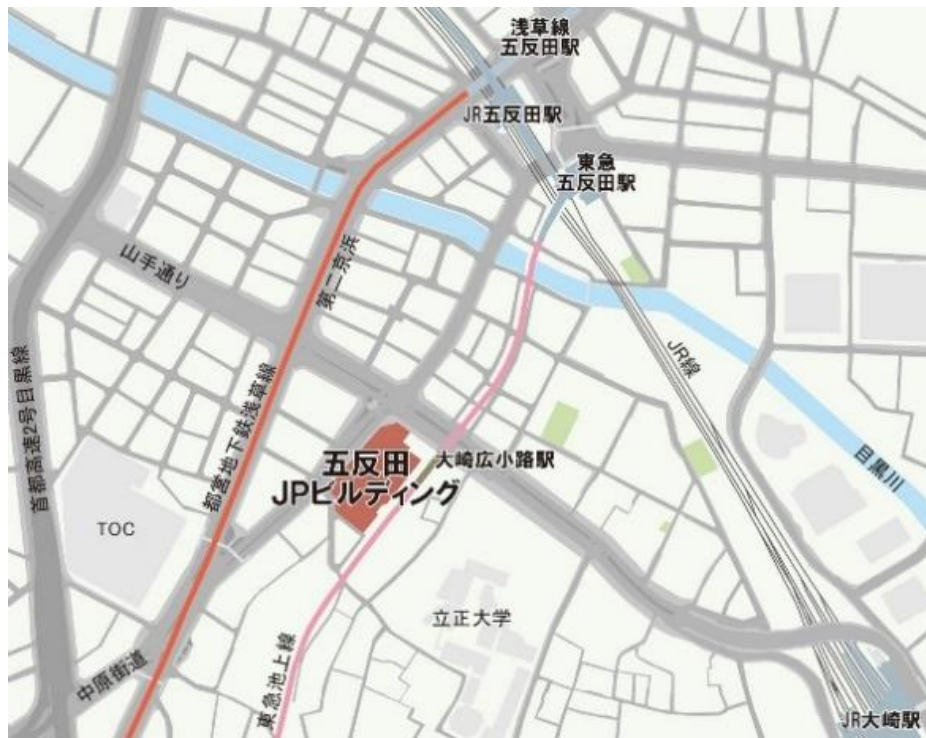 浅草線
五反田駅
JR五反田駅
東急
五反田駅
山手通り
第二京浜
JR線
首都高速2号目黒線
都営地下鉄浅草線
五反田
JPビルディング
大崎広小路駅
目黒川
TOC
立正大学
中原街道
東急池上線
JR大崎駅